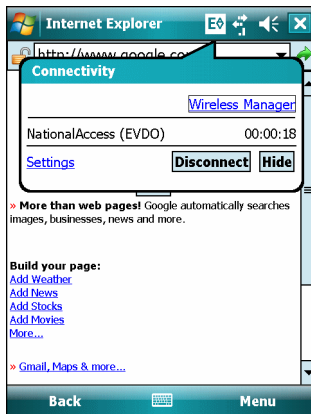 Internet Explorer
http://www.google.co
Connectivity
Wireless Manager
NationalAccess (EVDO) 00:00:18
Settings Disconnect Hide
» More than web pages! Google automatically searches
images, businesses, news and more.
Build your page:
Add Weather
Add News
Add Stocks
Add Movies
More...
» Gmail, Maps & more...
Back Menu